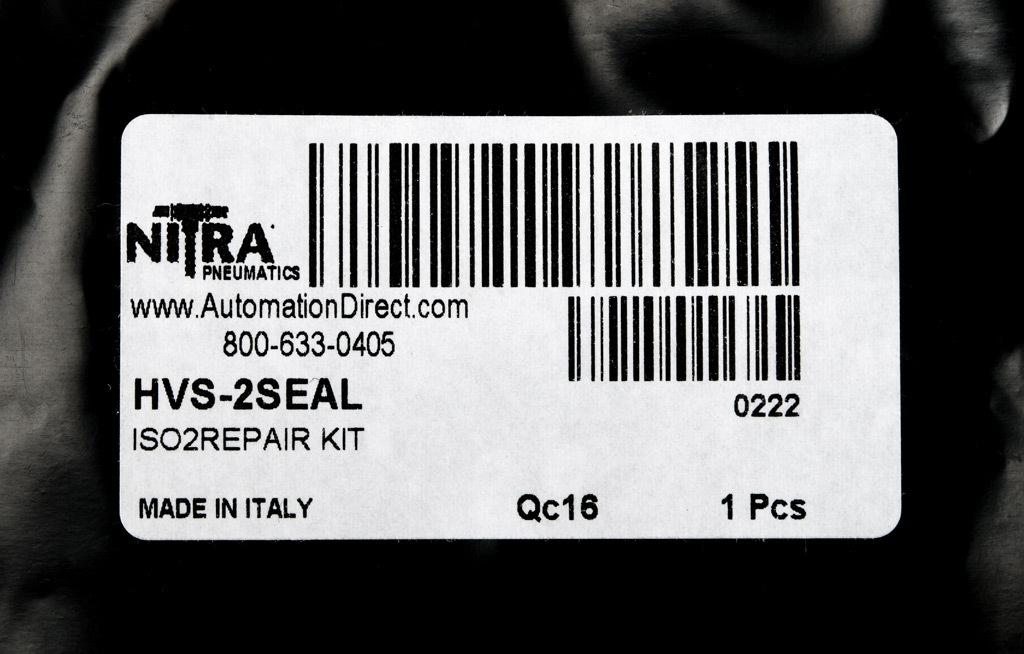 NITRA
PNEUMATICS
www.AutomationDirect.com
800-633-0405
HVS-2SEAL
0222
ISO2REPAIR KIT
MADE IN ITALY Qc16 1 Pcs